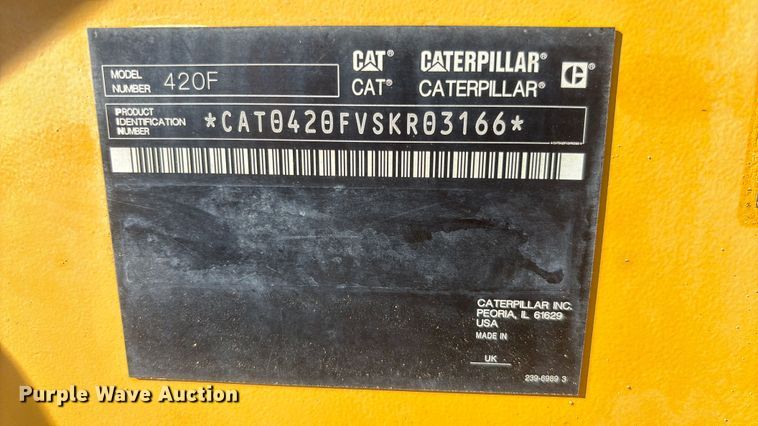 MODEL NUMBER 420F
CAT® CATERPILLAR®
CAT® CATERPILLAR®
C®
PRODUCT IDENTIFICATION NUMBER *CAT0420FVSKR03166*
CATERPILLAR INC.
PEORIA, IL 61629
USA
MADE IN
UK
239-6989 3
Purple Wave Auction